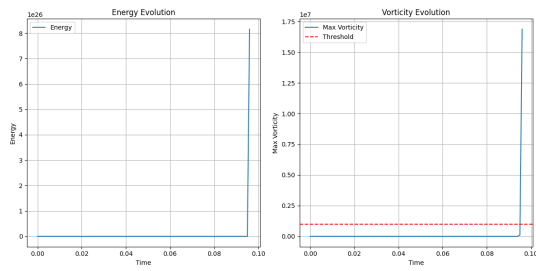 Energy Evolution
1e26
Energy
8
7
6
5
4
3
2
1
0
Energy
0.00
0.02
0.04
0.06
0.08
0.10
Time
Vorticity Evolution
1e7
Max Vorticity
Threshold
1.75
1.50
1.25
1.00
0.75
0.50
0.25
0.00
Max Vorticity
0.00
0.02
0.04
0.06
0.08
0.10
Time